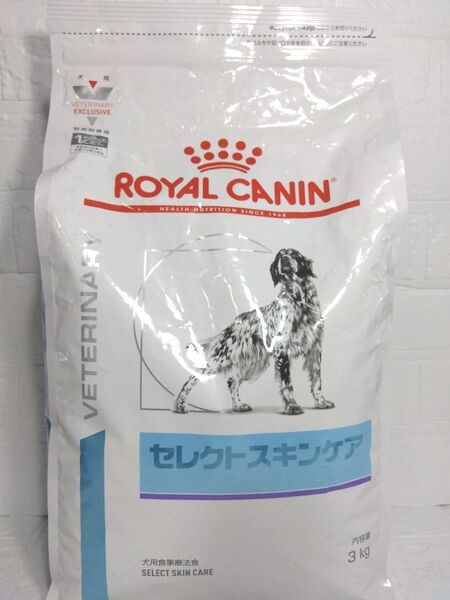 犬用
VETERINARY
EXCLUSIVE
ROYAL CANIN
HEALTH NUTRITION SINCE 1968
VETERINARY
セレクトスキンケア
内容量
3 kg
犬用食事療法食
SELECT SKIN CARE